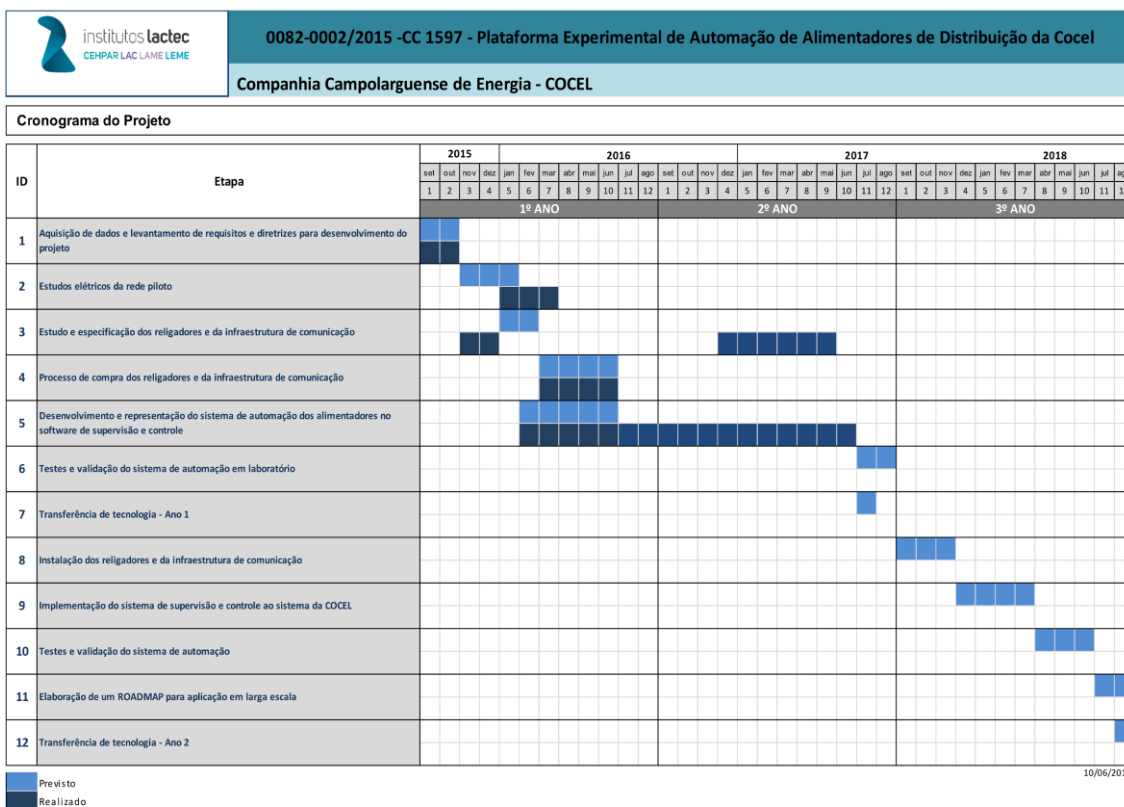 institutos lactec
CEHPAR LAC LAME LEME
0082-0002/2015 -CC 1597 - Plataforma Experimental de Automação de Alimentadores de Distribuição da Cocel
Companhia Campolarguense de Energia - COCEL
Cronograma do Projeto
ID Etapa 2015 2016 2017 2018
set out nov dez jan fev mar abr mai jun jul ago set out nov dez jan fev mar abr mai jun jul ago set out nov dez jan fev mar abr mai jun jul
1 2 3 4 5 6 7 8 9 10 11 12 1 2 3 4 5 6 7 8 9 10 11 12 1 2 3 4 5 6 7 8 9 10 11
1º ANO 2º ANO 3º ANO
1 Aquisição de dados e levantamento de requisitos e diretrizes para desenvolvimento do
projeto
2 Estudos elétricos da rede piloto
3 Estudo e especificação dos religadores e da infraestrutura de comunicação
4 Processo de compra dos religadores e da infraestrutura de comunicação
5 Desenvolvimento e representação do sistema de automação dos alimentadores no
software de supervisão e controle
6 Testes e validação do sistema de automação em laboratório
7 Transferência de tecnologia - Ano 1
8 Instalação dos religadores e da infraestrutura de comunicação
9 Implementação do sistema de supervisão e controle ao sistema da COCEL
10 Testes e validação do sistema de automação
11 Elaboração de um ROADMAP para aplicação em larga escala
12 Transferência de tecnologia - Ano 2
10/06/201
Previsto
Realizado